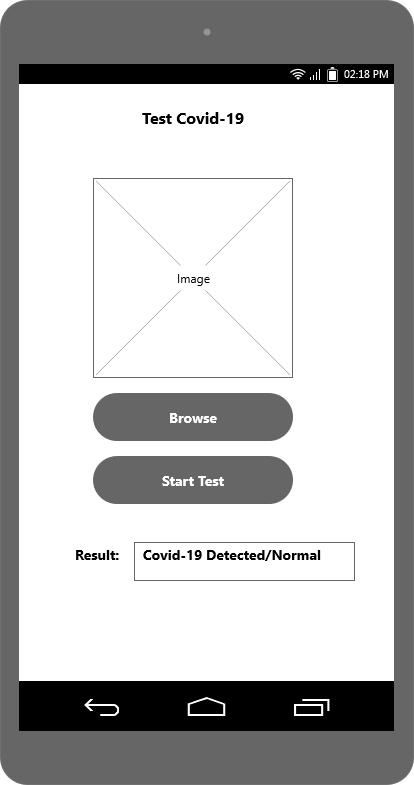 02:18 PM
Test Covid-19
Image
Browse
Start Test
Result: Covid-19 Detected/Normal